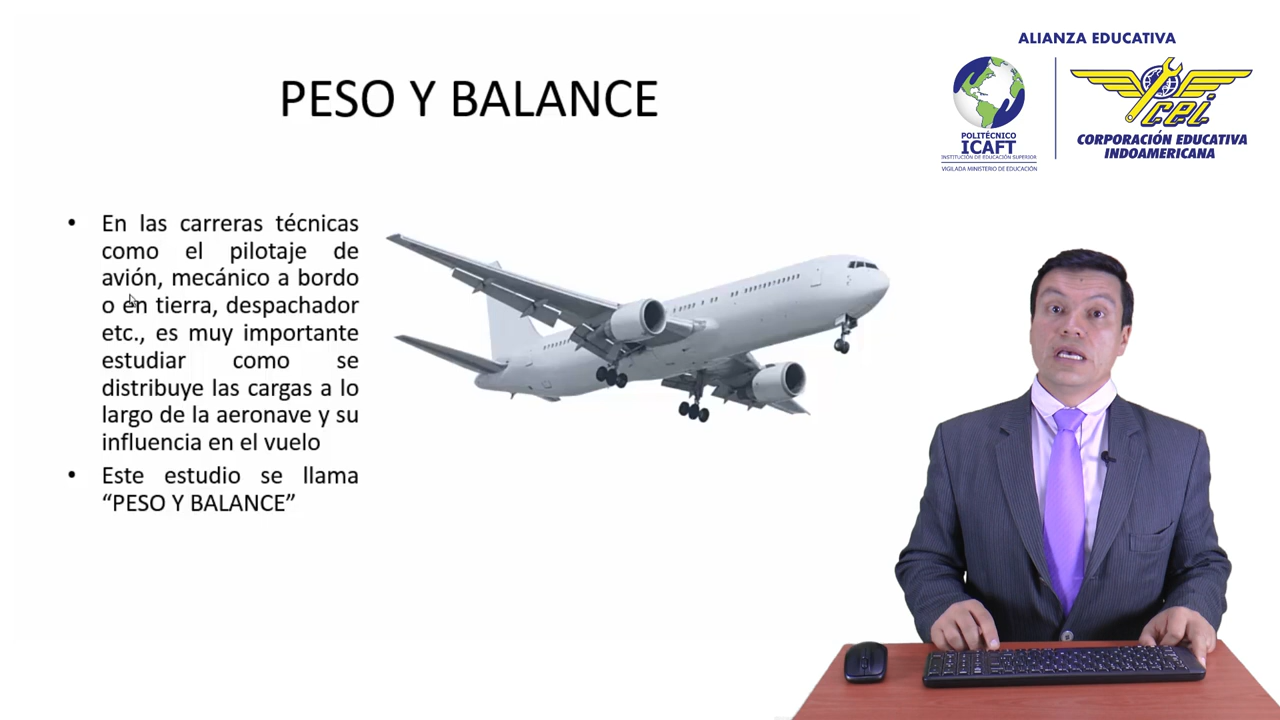 ALIANZA EDUCATIVA
POLITÉCNICO
ICAFT
INSTITUCIÓN DE EDUCACIÓN SUPERIOR
VIGILADA MINISTERIO DE EDUCACIÓN
cei
CORPORACIÓN EDUCATIVA
INDOAMERICANA
PESO Y BALANCE
• En las carreras técnicas
como el pilotaje de
avión, mecánico a bordo
o en tierra, despachador
etc., es muy importante
estudiar como se
distribuye las cargas a lo
largo de la aeronave y su
influencia en el vuelo
• Este estudio se llama
“PESO Y BALANCE”